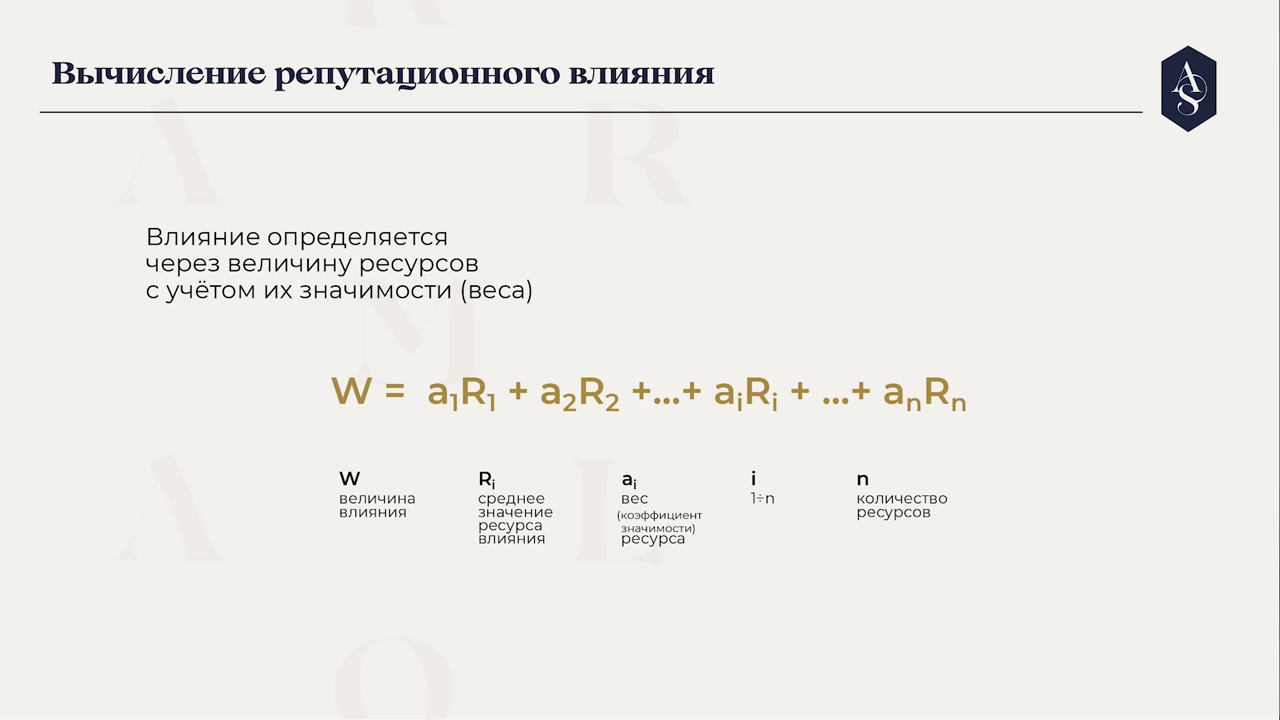 Вычисление репутационного влияния
AS
Влияние определяется
через величину ресурсов
с учётом их значимости (веса)
W = a₁R₁ + a₂R₂ +...+ aᵢRᵢ + ...+ aₙRₙ
W
величина
влияния
Rᵢ
среднее
значение
ресурса
влияния
aᵢ
вес
(коэффициент
значимости)
ресурса
i
1÷n
n
количество
ресурсов
R
A R
M
A L
O